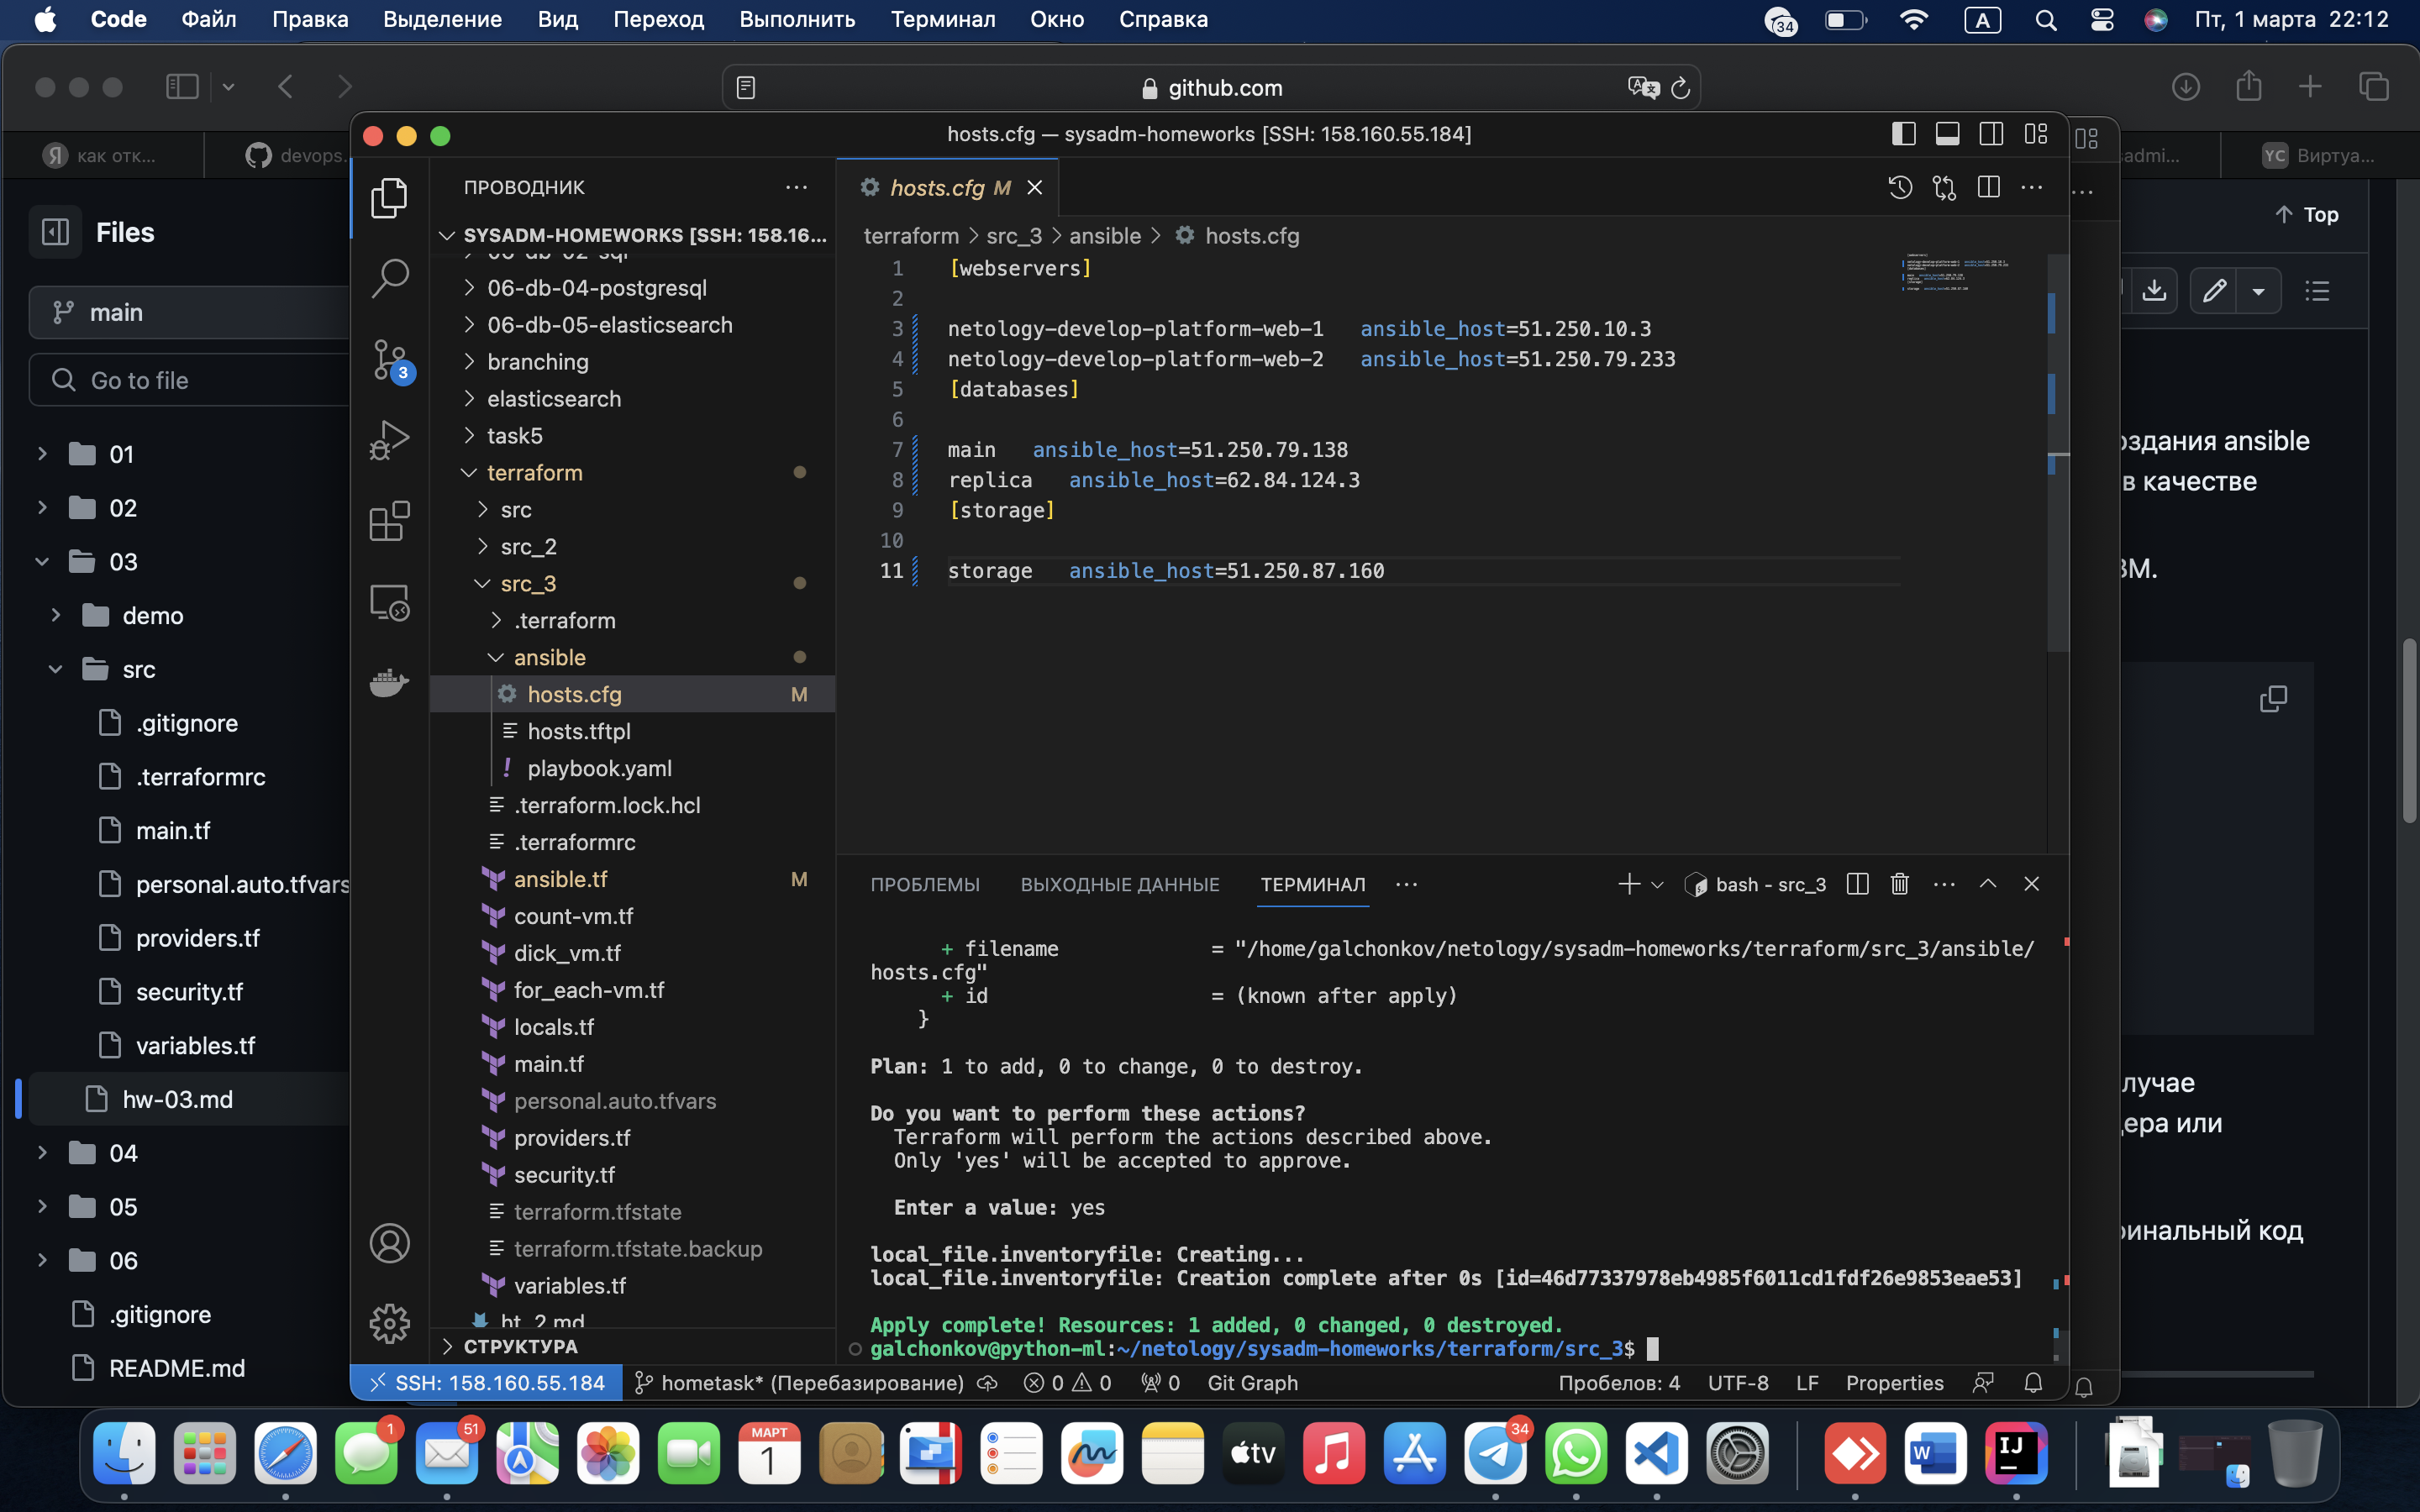 Code Файл Правка Выделение Вид Переход Выполнить Терминал Окно Справка
34 A Пт, 1 марта 22:12
github.com
как отк...
devops.
admi...
YC Виртуа...
Files
main
Go to file
01
02
03
demo
src
.gitignore
.terraformrc
main.tf
personal.auto.tfvars
providers.tf
security.tf
variables.tf
hw-03.md
04
05
06
.gitignore
README.md
Top
оздания ansible
в качестве
ВМ.
лучае
дера или
инальный код
hosts.cfg — sysadm-homeworks [SSH: 158.160.55.184]
3
ПРОВОДНИК
SYSADM-HOMEWORKS [SSH: 158.16...
06-db-02-sql
06-db-04-postgresql
06-db-05-elasticsearch
branching
elasticsearch
task5
terraform
src
src_2
src_3
.terraform
ansible
hosts.cfg M
hosts.tftpl
playbook.yaml
.terraform.lock.hcl
.terraformrc
ansible.tf M
count-vm.tf
dick_vm.tf
for_each-vm.tf
locals.tf
main.tf
personal.auto.tfvars
providers.tf
security.tf
terraform.tfstate
terraform.tfstate.backup
variables.tf
ht_2.md
СТРУКТУРА
hosts.cfg M
terraform > src_3 > ansible > hosts.cfg
1 [webservers]
2
3 netology-develop-platform-web-1 ansible_host=51.250.10.3
4 netology-develop-platform-web-2 ansible_host=51.250.79.233
5 [databases]
6
7 main ansible_host=51.250.79.138
8 replica ansible_host=62.84.124.3
9 [storage]
10
11 storage ansible_host=51.250.87.160
ПРОБЛЕМЫ ВЫХОДНЫЕ ДАННЫЕ ТЕРМИНАЛ
bash - src_3
+ filename = "/home/galchonkov/netology/sysadm-homeworks/terraform/src_3/ansible/
hosts.cfg"
+ id = (known after apply)
}
Plan: 1 to add, 0 to change, 0 to destroy.
Do you want to perform these actions?
Terraform will perform the actions described above.
Only 'yes' will be accepted to approve.
Enter a value: yes
local_file.inventoryfile: Creating...
local_file.inventoryfile: Creation complete after 0s [id=46d77337978eb4985f6011cd1fdf26e9853eae53]
Apply complete! Resources: 1 added, 0 changed, 0 destroyed.
galchonkov@python-ml:~/netology/sysadm-homeworks/terraform/src_3$
SSH: 158.160.55.184 hometask* (Перебазирование) 0 0 0 Git Graph Пробелов: 4 UTF-8 LF Properties
1 51 МАРТ 1 tv 34 W IJ